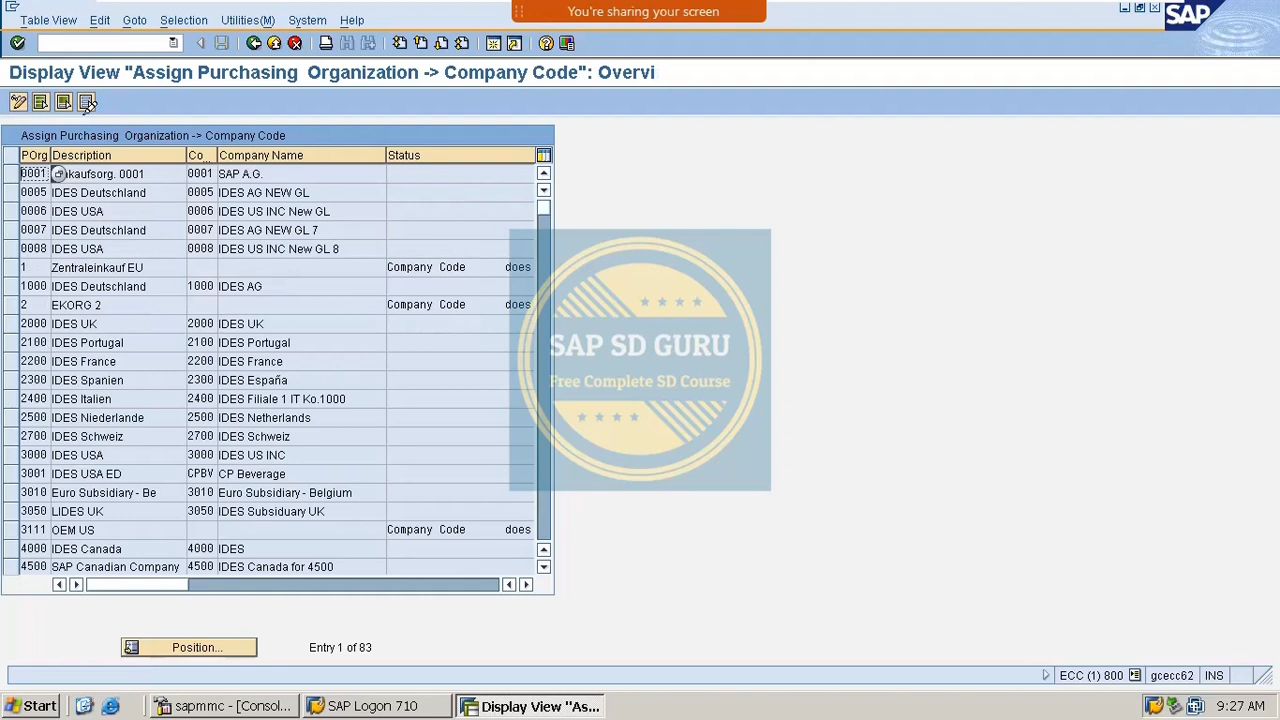 You're sharing your screen
Table View Edit Goto Selection Utilities(M) System Help
SAP
Display View "Assign Purchasing Organization -> Company Code": Overvi
Assign Purchasing Organization -> Company Code
POrg Description Co... Company Name Status
0001 kaufsorg. 0001 0001 SAP A.G.
0005 IDES Deutschland 0005 IDES AG NEW GL
0006 IDES USA 0006 IDES US INC New GL
0007 IDES Deutschland 0007 IDES AG NEW GL 7
0008 IDES USA 0008 IDES US INC New GL 8
1 Zentraleinkauf EU Company Code does
1000 IDES Deutschland 1000 IDES AG
2 EKORG 2 Company Code does
2000 IDES UK 2000 IDES UK
2100 IDES Portugal 2100 IDES Portugal
2200 IDES France 2200 IDES France
2300 IDES Spanien 2300 IDES España
2400 IDES Italien 2400 IDES Filiale 1 IT Ko.1000
2500 IDES Niederlande 2500 IDES Netherlands
2700 IDES Schweiz 2700 IDES Schweiz
3000 IDES USA 3000 IDES US INC
3001 IDES USA ED CPBV CP Beverage
3010 Euro Subsidiary - Be 3010 Euro Subsidiary - Belgium
3050 LIDES UK 3050 IDES Subsiduary UK
3111 OEM US Company Code does
4000 IDES Canada 4000 IDES
4500 SAP Canadian Company 4500 IDES Canada for 4500
SAP SD GURU
Free Complete SD Course
Position... Entry 1 of 83
ECC (1) 800 gcecc62 INS
Start sapmmc - [Consol... SAP Logon 710 Display View "As... 9:27 AM